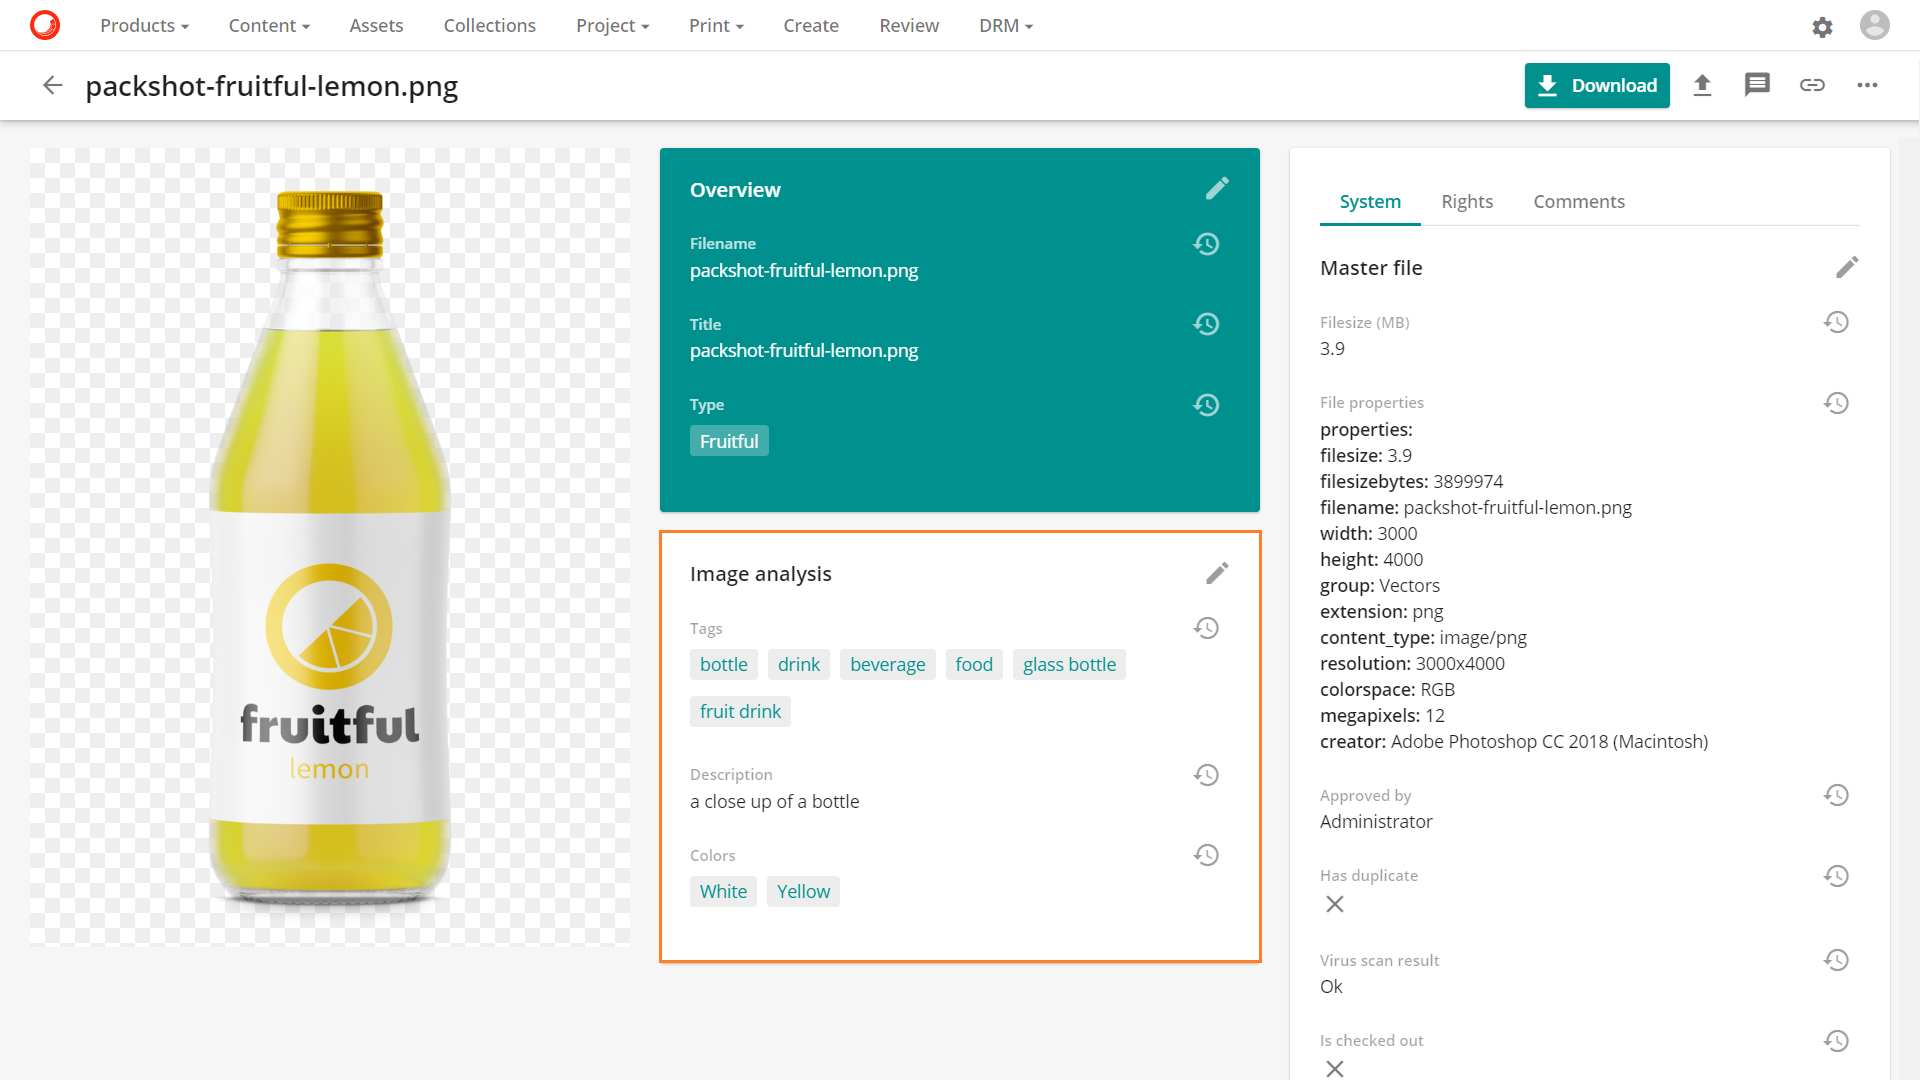 Products Content Assets Collections Project Print Create Review DRM
packshot-fruitful-lemon.png
Download
fruitful
lemon
Overview
Filename
packshot-fruitful-lemon.png
Title
packshot-fruitful-lemon.png
Type
Fruitful
Image analysis
Tags
bottle drink beverage food glass bottle
fruit drink
Description
a close up of a bottle
Colors
White Yellow
System Rights Comments
Master file
Filesize (MB)
3.9
File properties
properties:
filesize: 3.9
filesizebytes: 3899974
filename: packshot-fruitful-lemon.png
width: 3000
height: 4000
group: Vectors
extension: png
content_type: image/png
resolution: 3000x4000
colorspace: RGB
megapixels: 12
creator: Adobe Photoshop CC 2018 (Macintosh)
Approved by
Administrator
Has duplicate
Virus scan result
Ok
Is checked out